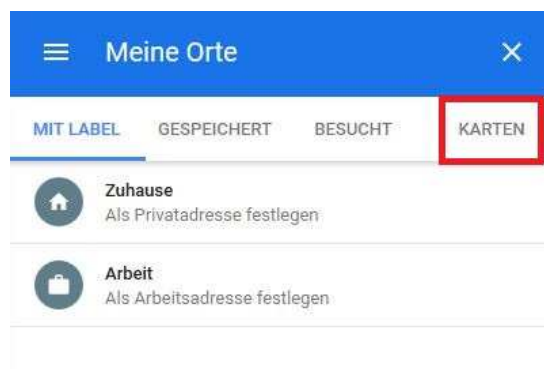 Meine Orte
MIT LABEL GESPEICHERT BESUCHT KARTEN
Zuhause
Als Privatadresse festlegen
Arbeit
Als Arbeitsadresse festlegen